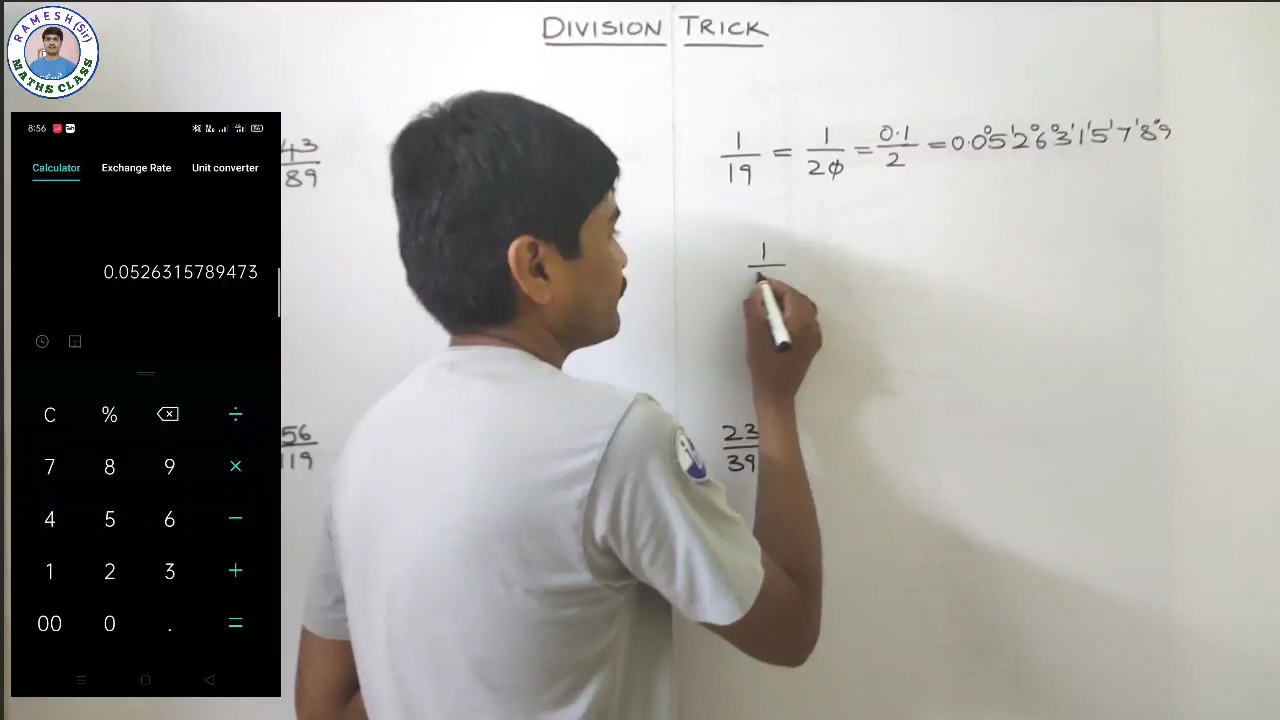 RAMESH (Sir)
MATHS CLASS
DIVISION TRICK
8:56
Calculator Exchange Rate Unit converter
0.0526315789473
C % ÷
7 8 9 ×
4 5 6 −
1 2 3 +
00 0 . =
43/89
1/19 = 1/20 = 0.1/2 = 0.0⁰5¹2⁰6⁰3¹1¹5¹7¹8⁰9
1
56/119
23/39